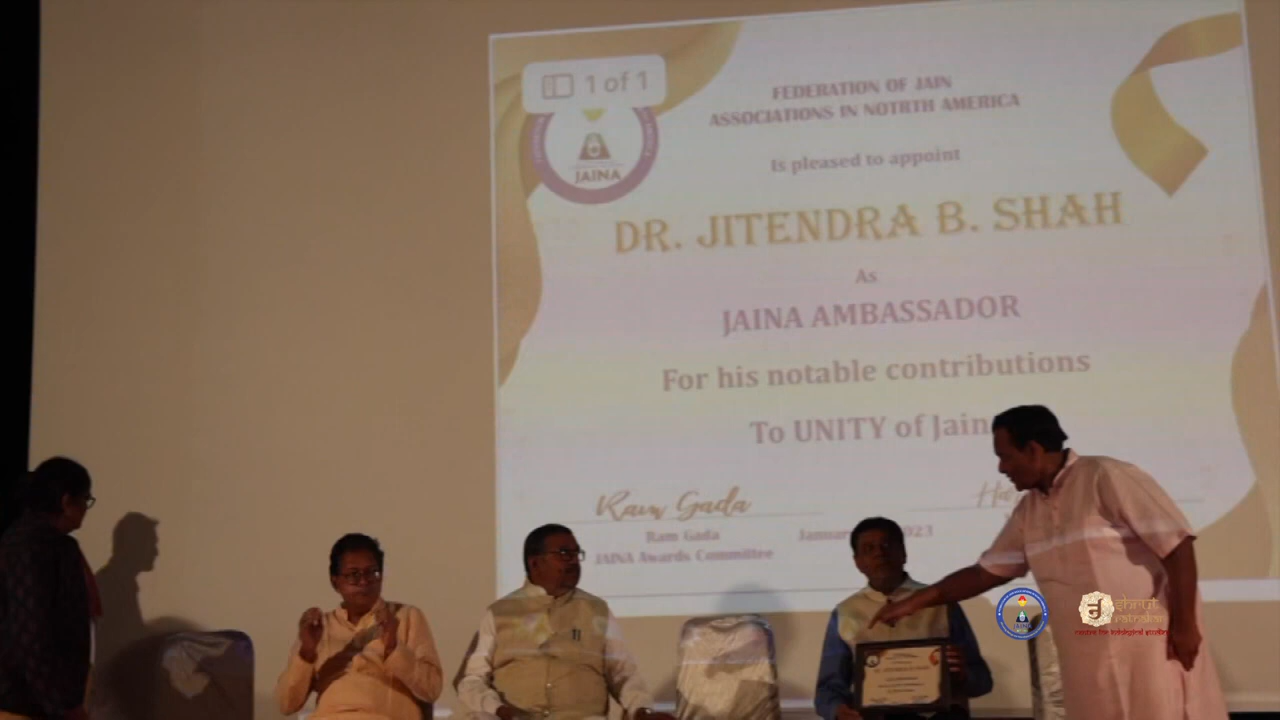 1 of 1
FEDERATION OF JAIN
ASSOCIATIONS IN NOTRTH AMERICA
JAINA
Is pleased to appoint
DR. JITENDRA B. SHAH
As
JAINA AMBASSADOR
For his notable contributions
To UNITY of Jain
Ram Gada
Ram Gada
JAINA Awards Committee
JAINA
shrut
ratnakar